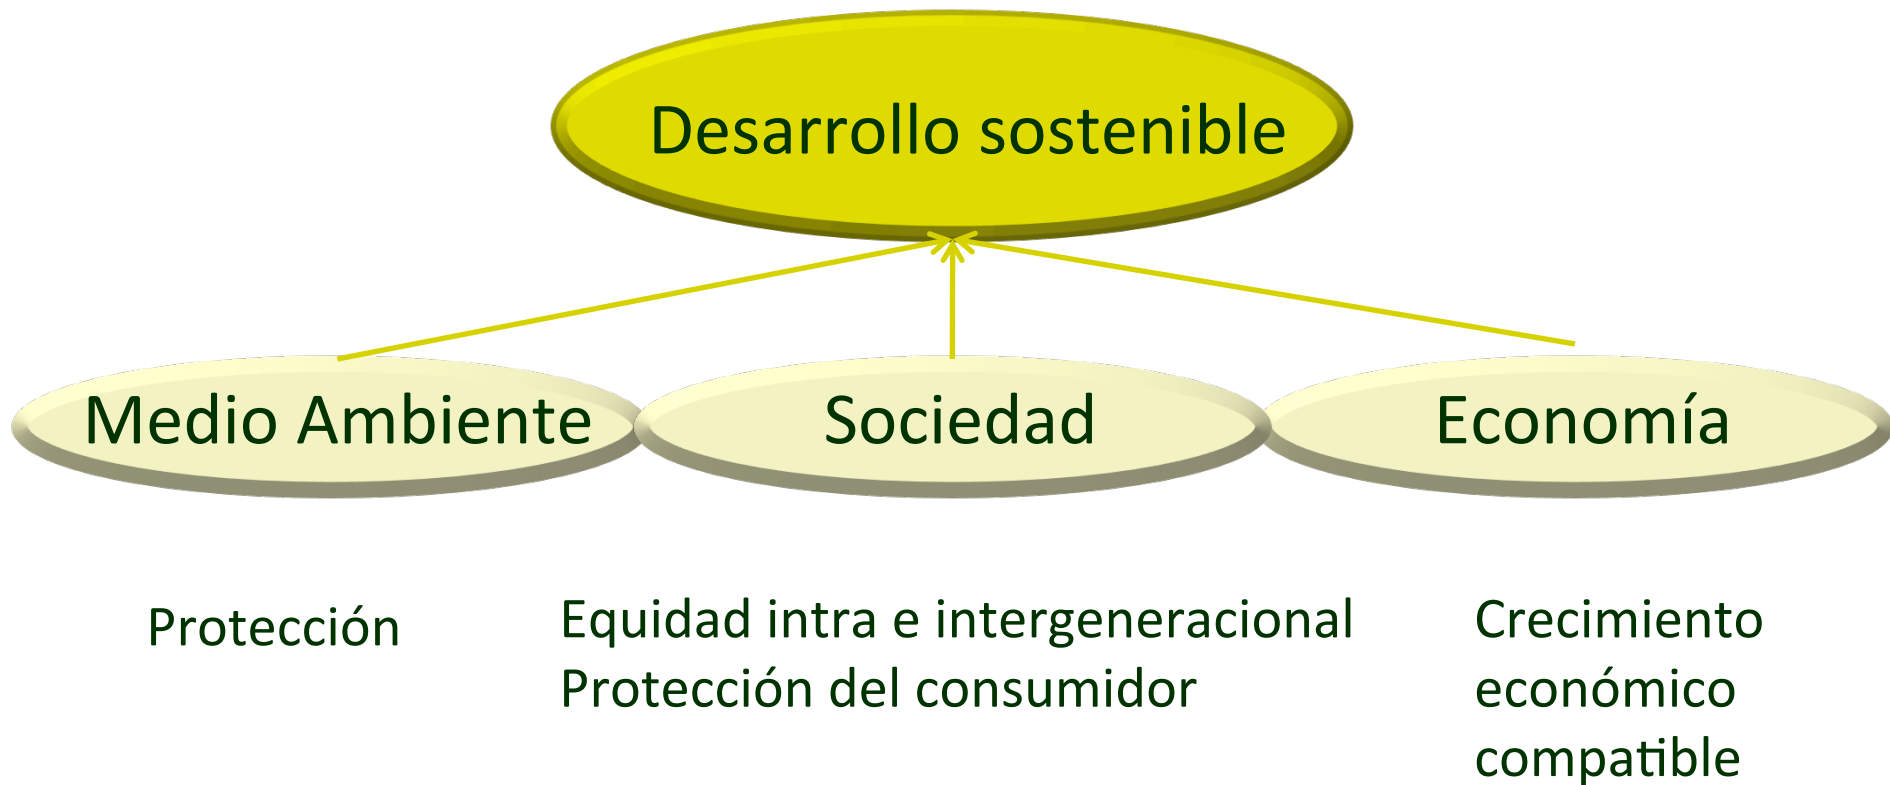 Desarrollo sostenible
Medio Ambiente
Sociedad
Economía
Protección
Equidad intra e intergeneracional
Protección del consumidor
Crecimiento
económico
compatible